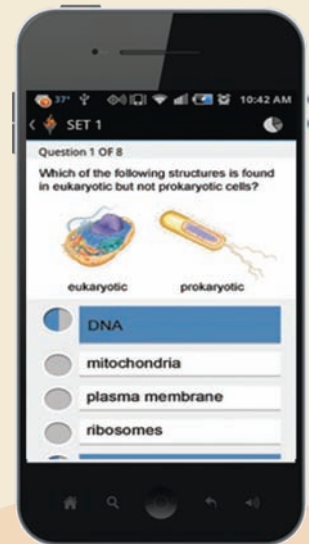 37° 10:42 AM
SET 1
Question 1 OF 8
Which of the following structures is found
in eukaryotic but not prokaryotic cells?
eukaryotic prokaryotic
DNA
mitochondria
plasma membrane
ribosomes